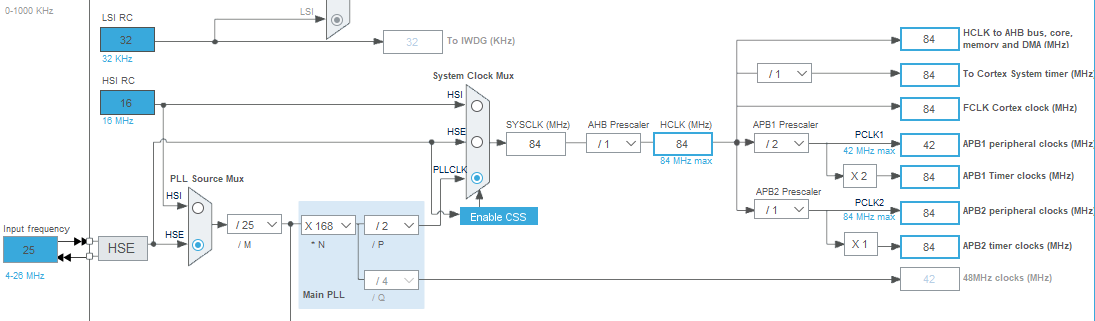 0-1000 KHz
LSI RC
32
32 KHz
LSI
32
To IWDG (KHz)
HSI RC
16
16 MHz
System Clock Mux
HSI
HSE
PLLCLK
Enable CSS
SYSCLK (MHz)
84
AHB Prescaler
/ 1
HCLK (MHz)
84
84 MHz max
PLL Source Mux
HSI
HSE
Input frequency
25
4-26 MHz
HSE
/ 25
/ M
X 168
* N
/ 2
/ P
/ 4
/ Q
Main PLL
84
HCLK to AHB bus, core,
memory and DMA (MHz)
/ 1
84
To Cortex System timer (MHz
84
FCLK Cortex clock (MHz)
APB1 Prescaler
/ 2
PCLK1
42 MHz max
42
APB1 peripheral clocks (MHz)
X 2
84
APB1 Timer clocks (MHz)
APB2 Prescaler
/ 1
PCLK2
84 MHz max
84
APB2 peripheral clocks (MHz)
X 1
84
APB2 timer clocks (MHz)
42
48MHz clocks (MHz)